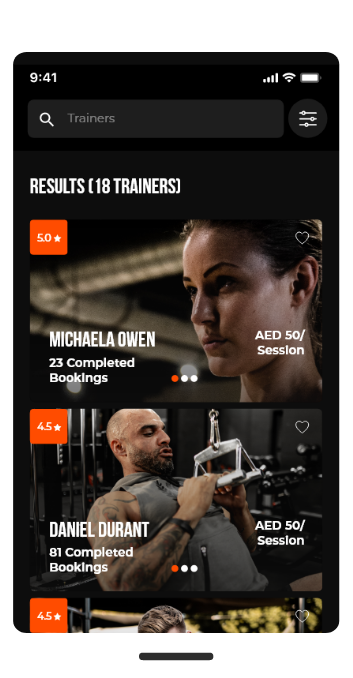 9:41
Trainers
RESULTS (18 TRAINERS)
5.0
MICHAELA OWEN
23 Completed
Bookings
AED 50/
Session
4.5
DANIEL DURANT
81 Completed
Bookings
AED 50/
Session
4.5